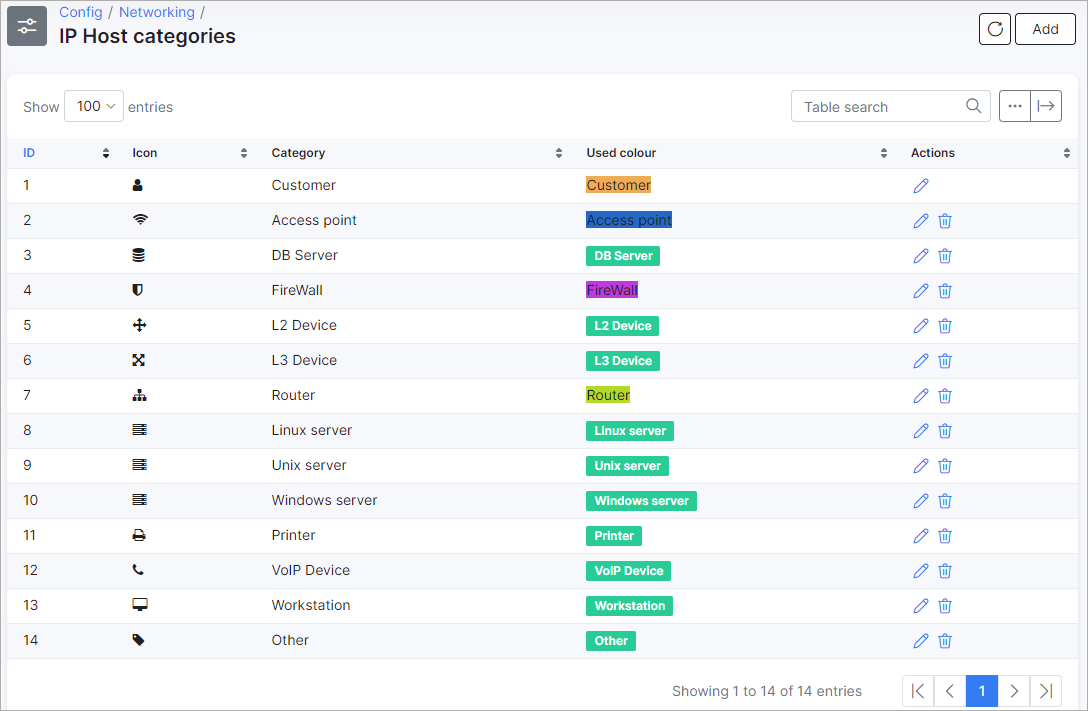 Config / Networking /
IP Host categories
Add
Show 100 entries
Table search
ID Icon Category Used colour Actions
1 Customer Customer
2 Access point Access point
3 DB Server DB Server
4 FireWall FireWall
5 L2 Device L2 Device
6 L3 Device L3 Device
7 Router Router
8 Linux server Linux server
9 Unix server Unix server
10 Windows server Windows server
11 Printer Printer
12 VoIP Device VoIP Device
13 Workstation Workstation
14 Other Other
Showing 1 to 14 of 14 entries 1